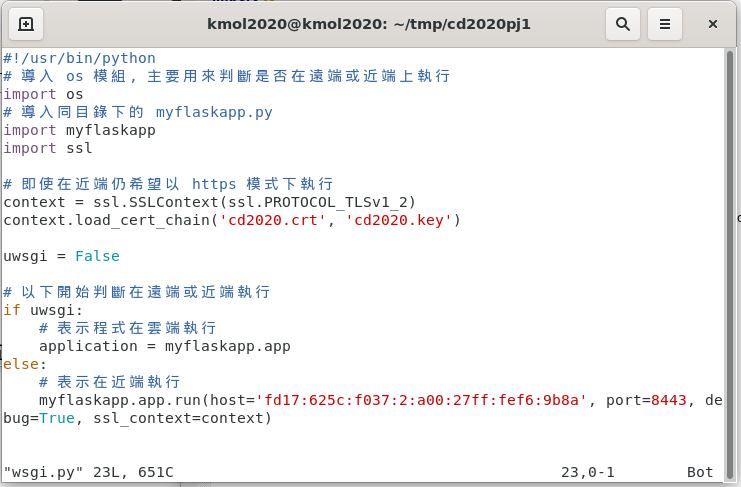 kmol2020@kmol2020: ~/tmp/cd2020pj1
#!/usr/bin/python
# 導入 os 模組, 主要用來判斷是否在遠端或近端上執行
import os
# 導入同目錄下的 myflaskapp.py
import myflaskapp
import ssl
# 即使在近端仍希望以 https 模式下執行
context = ssl.SSLContext(ssl.PROTOCOL_TLSv1_2)
context.load_cert_chain('cd2020.crt', 'cd2020.key')
uwsgi = False
# 以下開始判斷在遠端或近端執行
if uwsgi:
    # 表示程式在雲端執行
    application = myflaskapp.app
else:
    # 表示在近端執行
    myflaskapp.app.run(host='fd17:625c:f037:2:a00:27ff:fef6:9b8a', port=8443, de
bug=True, ssl_context=context)
"wsgi.py" 23L, 651C 23,0-1 Bot